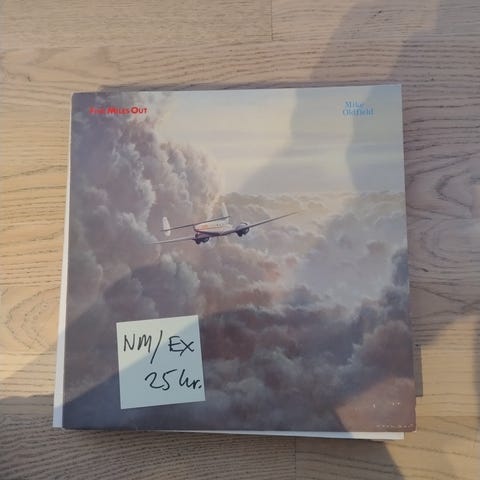 FIVE MILES OUT
Mike
Oldfield
NM/EX
25 kr.